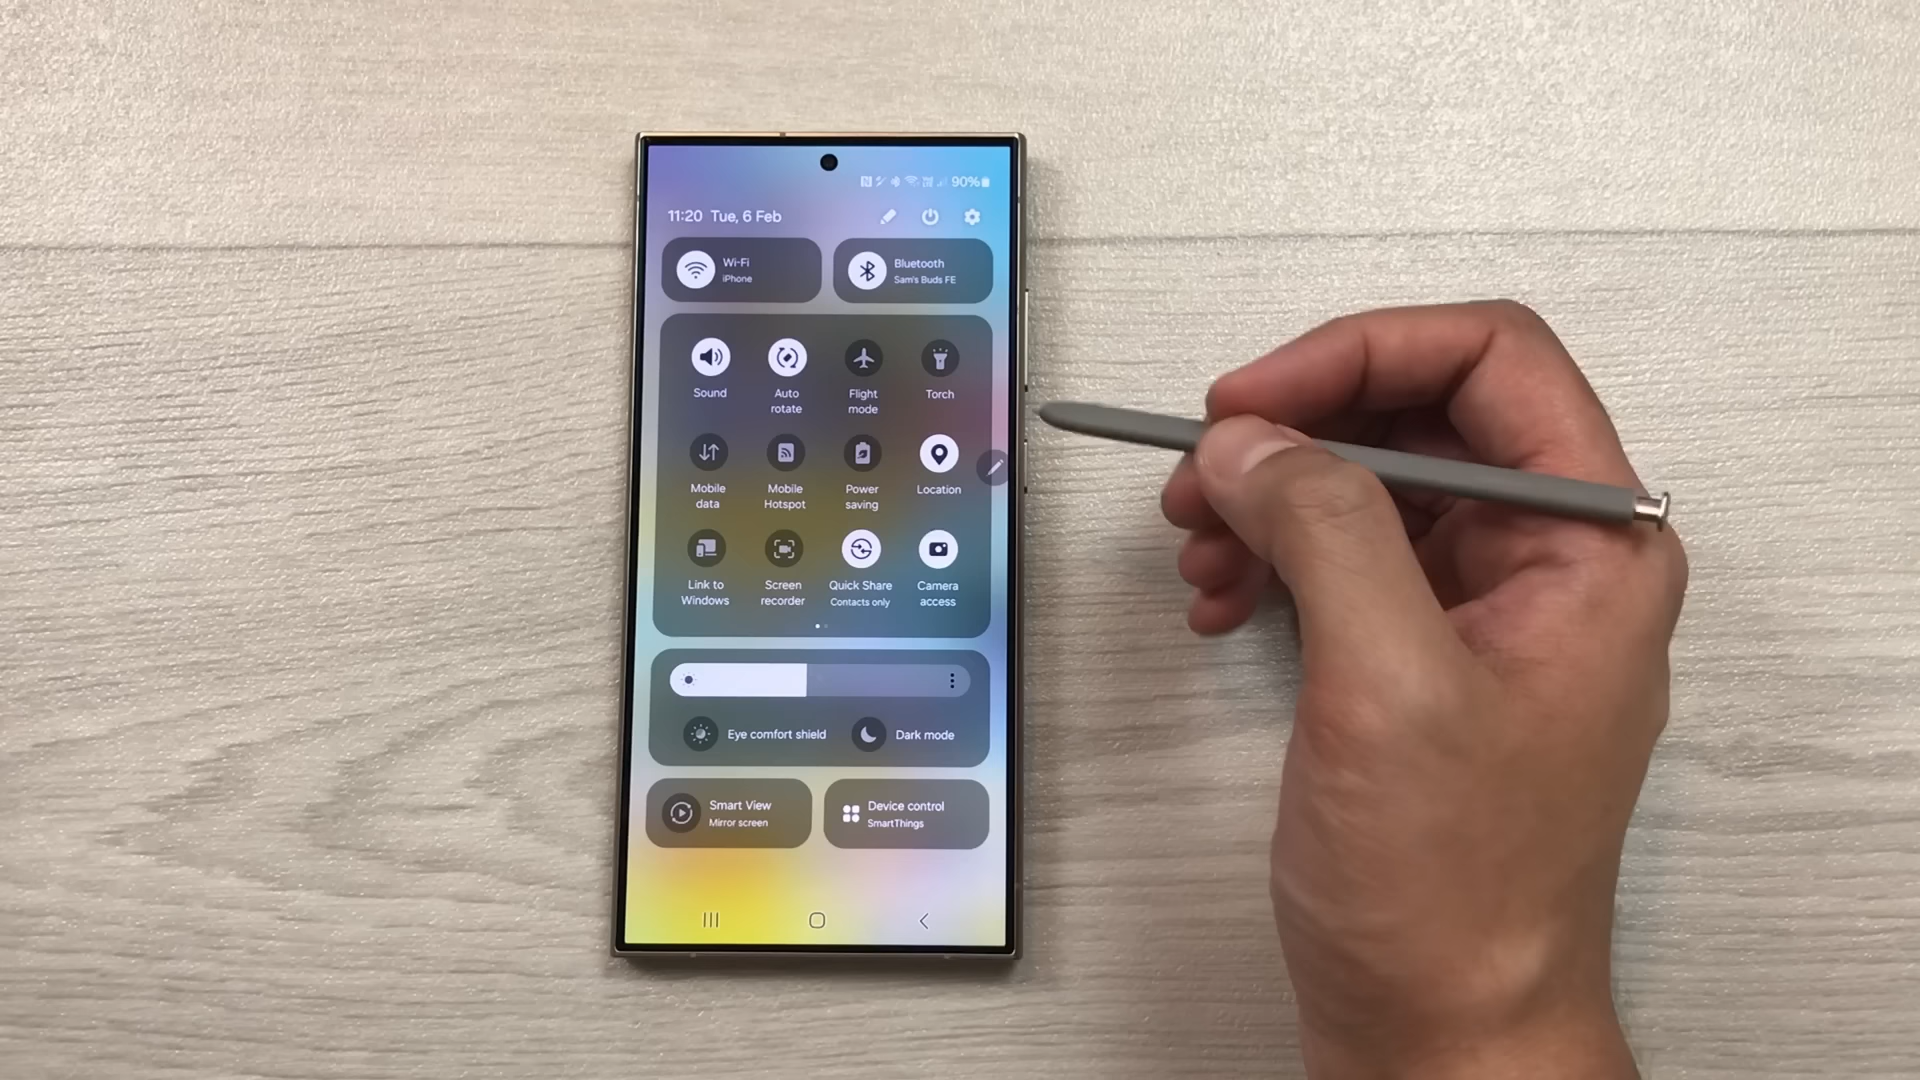 90%
11:20 Tue, 6 Feb
Wi-Fi
iPhone
Bluetooth
Sam's Buds FE
Sound
Auto
rotate
Flight
mode
Torch
Mobile
data
Mobile
Hotspot
Power
saving
Location
Link to
Windows
Screen
recorder
Quick Share
Contacts only
Camera
access
Eye comfort shield
Dark mode
Smart View
Mirror screen
Device control
SmartThings